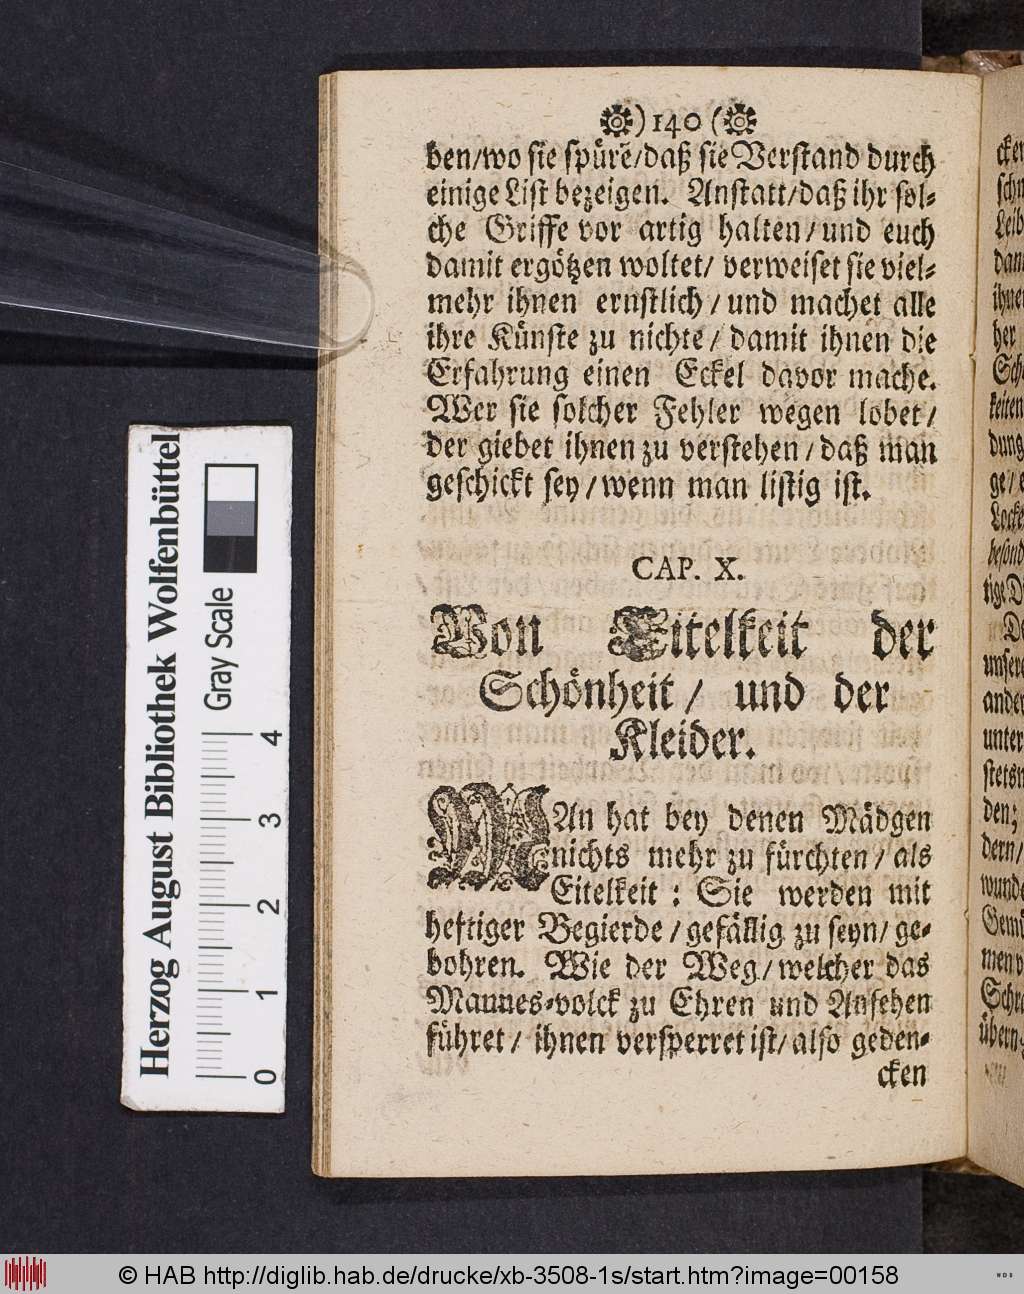 )140(
ben/wo sie spürẽ/daß sie Verstand durch
einige List bezeigen. Anstatt/daß ihr sol-
che Griffe vor artig halten/und euch
damit ergötzen woltet/ verweiset sie viel-
mehr ihnen ernstlich/und machet alle
ihre Künste zu nichte/ damit ihnen die
Erfahrung einen Eckel davor mache.
Wer sie solcher Fehler wegen lobet/
der giebet ihnen zu verstehen/daß man
geschickt sey/wenn man listig ist.
CAP. X.
Von Eitelkeit der
Schönheit/ und der
Kleider.
MAn hat bey denen Mädgen
nichts mehr zu fürchten/als
Eitelkeit: Sie werden mit
heftiger Begierde/gefällig zu seyn/ge-
bohren. Wie der Weg/welcher das
Mannes-volck zu Ehren und Ansehen
führet/ ihnen versperret ist/also geden-
cken
Herzog August Bibliothek Wolfenbüttel
Gray Scale
0 1 2 3 4
© HAB http://diglib.hab.de/drucke/xb-3508-1s/start.htm?image=00158